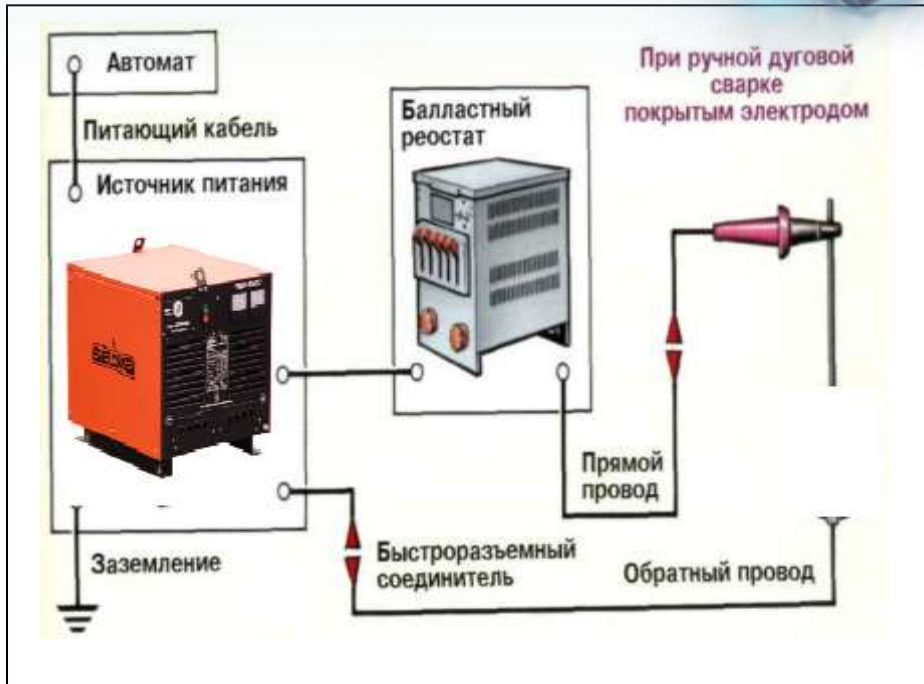 Автомат
Питающий кабель
Источник питания
Балластный
реостат
При ручной дуговой
сварке
покрытым электродом
Прямой
провод
Заземление
Быстроразъемный
соединитель
Обратный провод